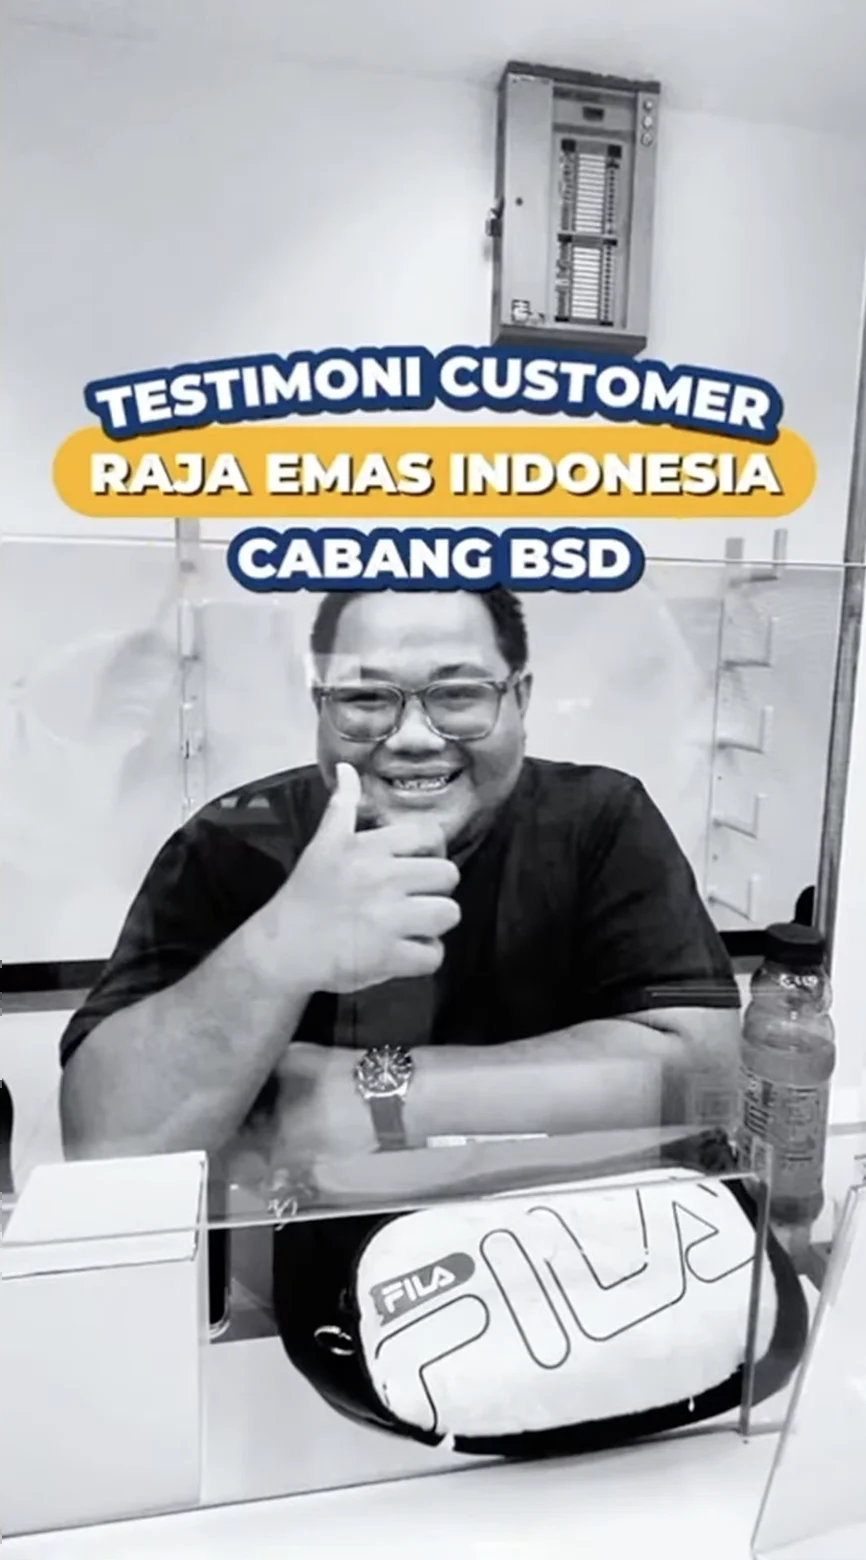 TESTIMONI CUSTOMER
RAJA EMAS INDONESIA
CABANG BSD
FILA
FILA